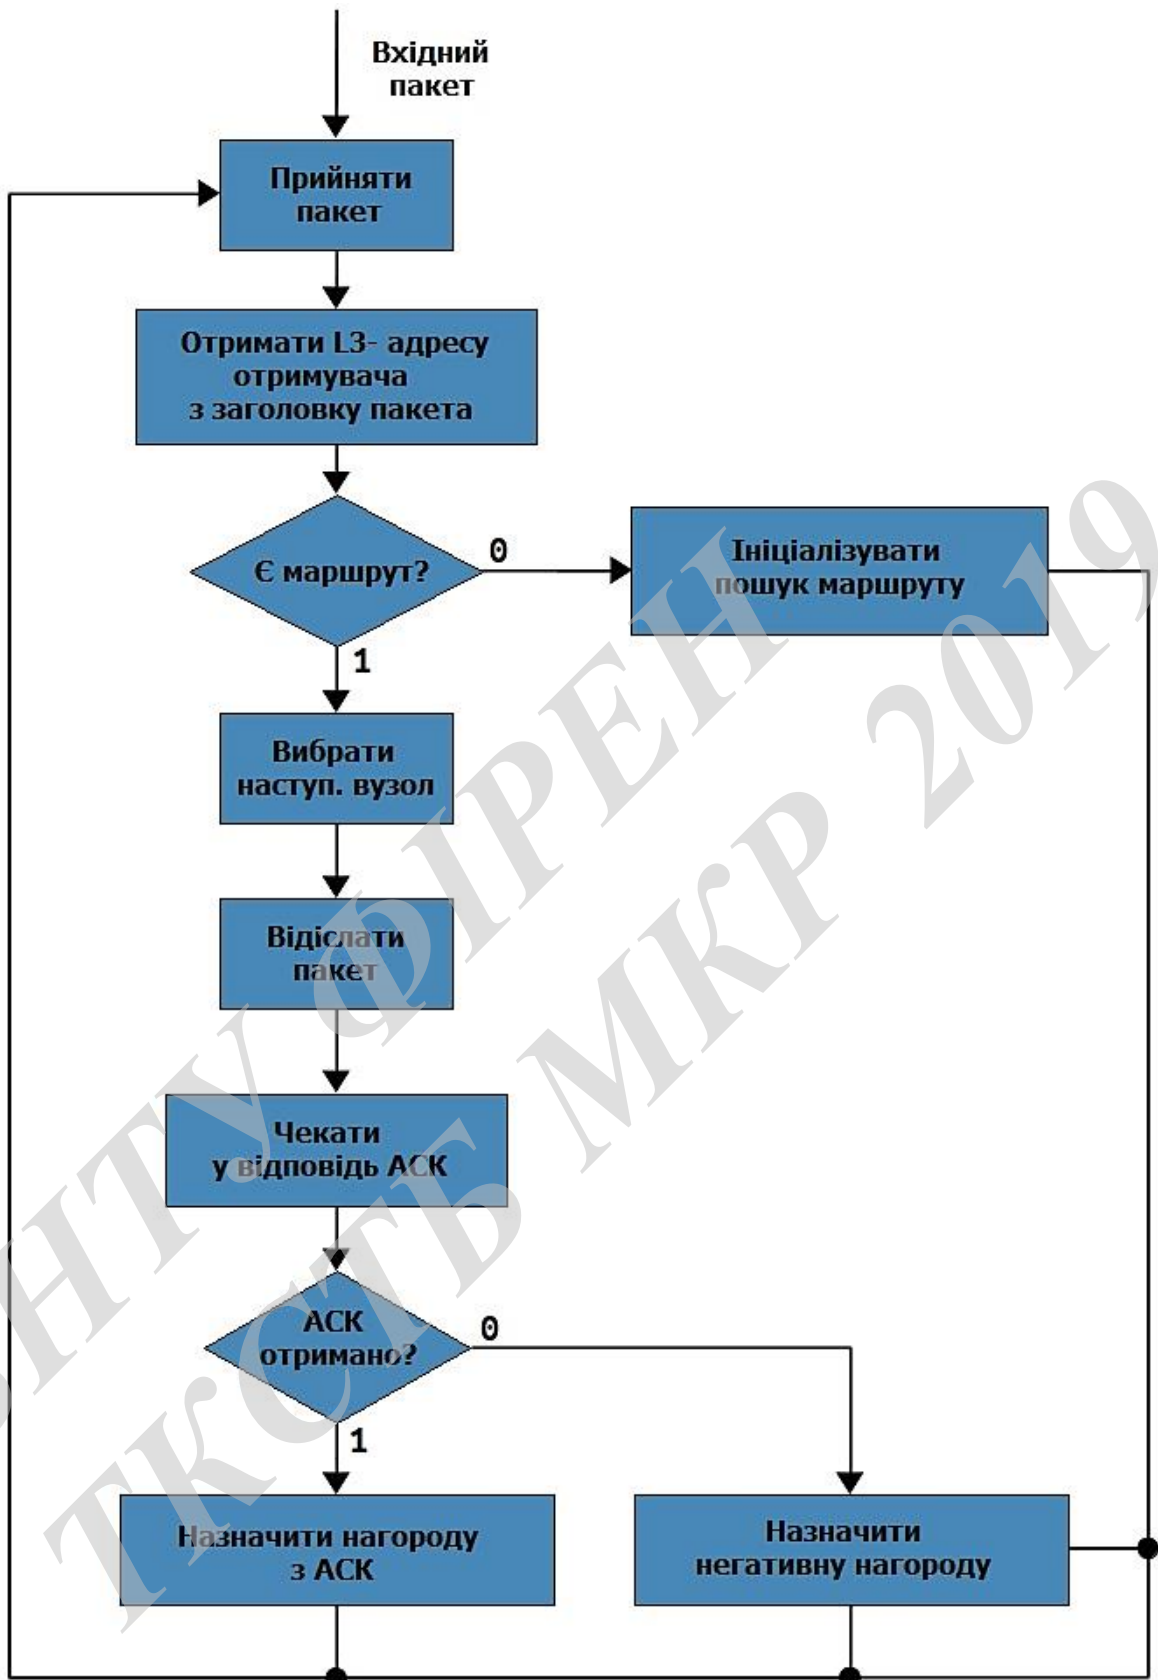 Вхідний
пакет
Прийняти
пакет
Отримати L3- адресу
отримувача
з заголовку пакета
Є маршрут?
0
Ініціалізувати
пошук маршруту
1
Вибрати
наступ. вузол
Відіслати
пакет
Чекати
у відповідь АСК
АСК
отримано?
0
1
Назначити нагороду
з АСК
Назначити
негативну нагороду
ВНТУ ФІРЕН
ТКСТБ МКР 2019